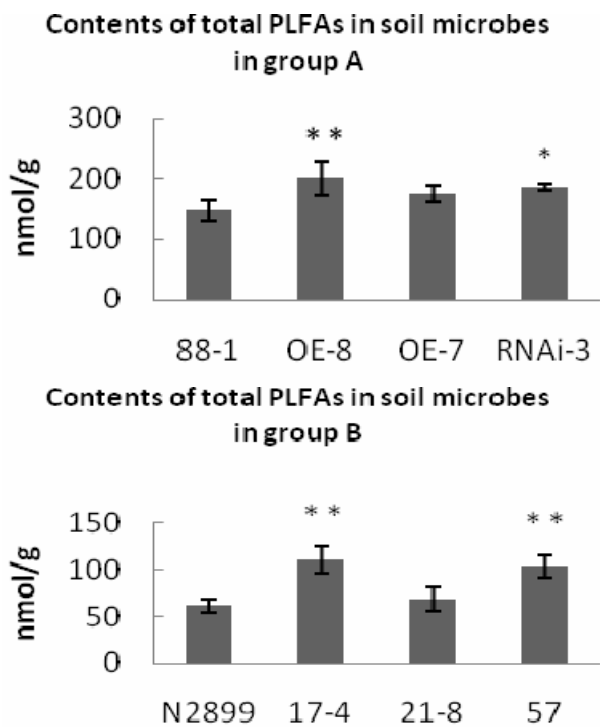 Contents of total PLFAs in soil microbes
in group A
nmol/g
300
200
100
0
**
*
88-1 OE-8 OE-7 RNAi-3
Contents of total PLFAs in soil microbes
in group B
nmol/g
150
100
50
0
** **
N2899 17-4 21-8 57